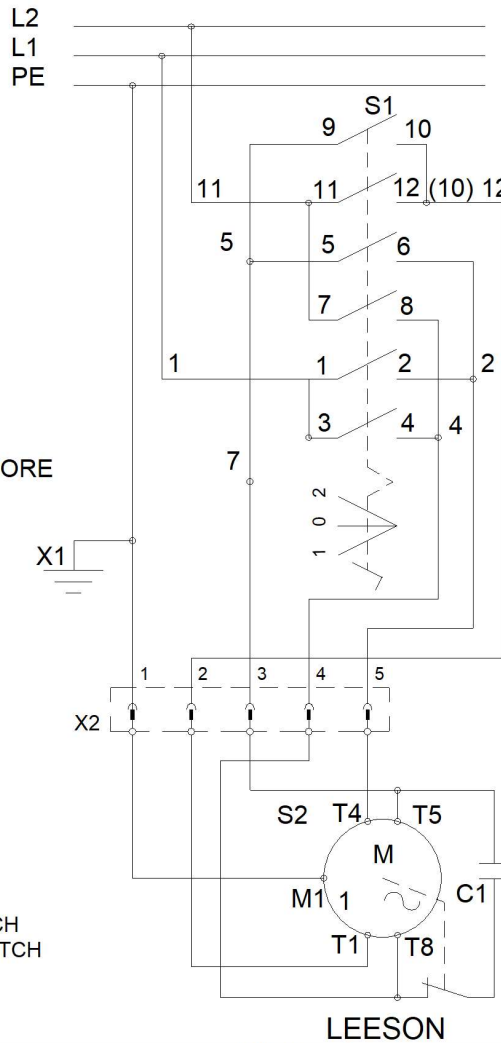 L2
L1
PE
S1
9 10
11 11 12 (10) 12
5 5 6
7 8
1 1 2 2
3 4 4
7
ORE
1 0 2
X1
1 2 3 4 5
X2
S2 T4 T5
M
M1 1 C1
T1 T8
CH
TCH
LEESON